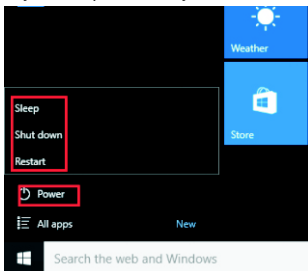 Weather
Sleep
Shut down
Store
Restart
Power
All apps
New
Search the web and Windows